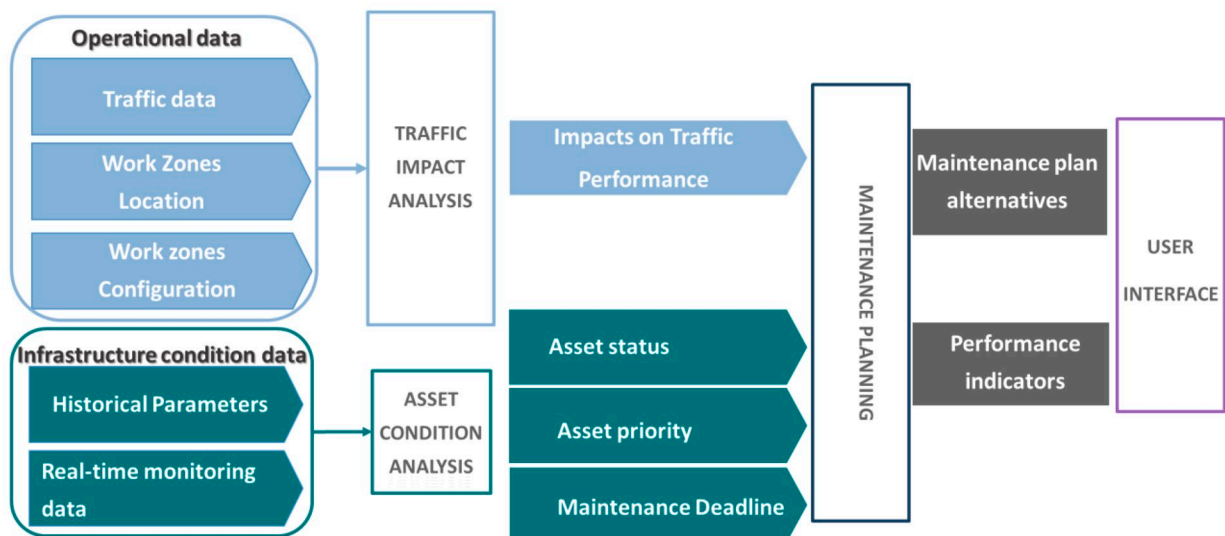 Operational data
Traffic data
Work Zones
Location
Work zones
Configuration
TRAFFIC
IMPACT
ANALYSIS
Impacts on Traffic
Performance
Infrastructure condition data
Historical Parameters
Real-time monitoring
data
ASSET
CONDITION
ANALYSIS
Asset status
Asset priority
Maintenance Deadline
MAINTENANCE PLANNING
Maintenance plan
alternatives
Performance
indicators
USER
INTERFACE